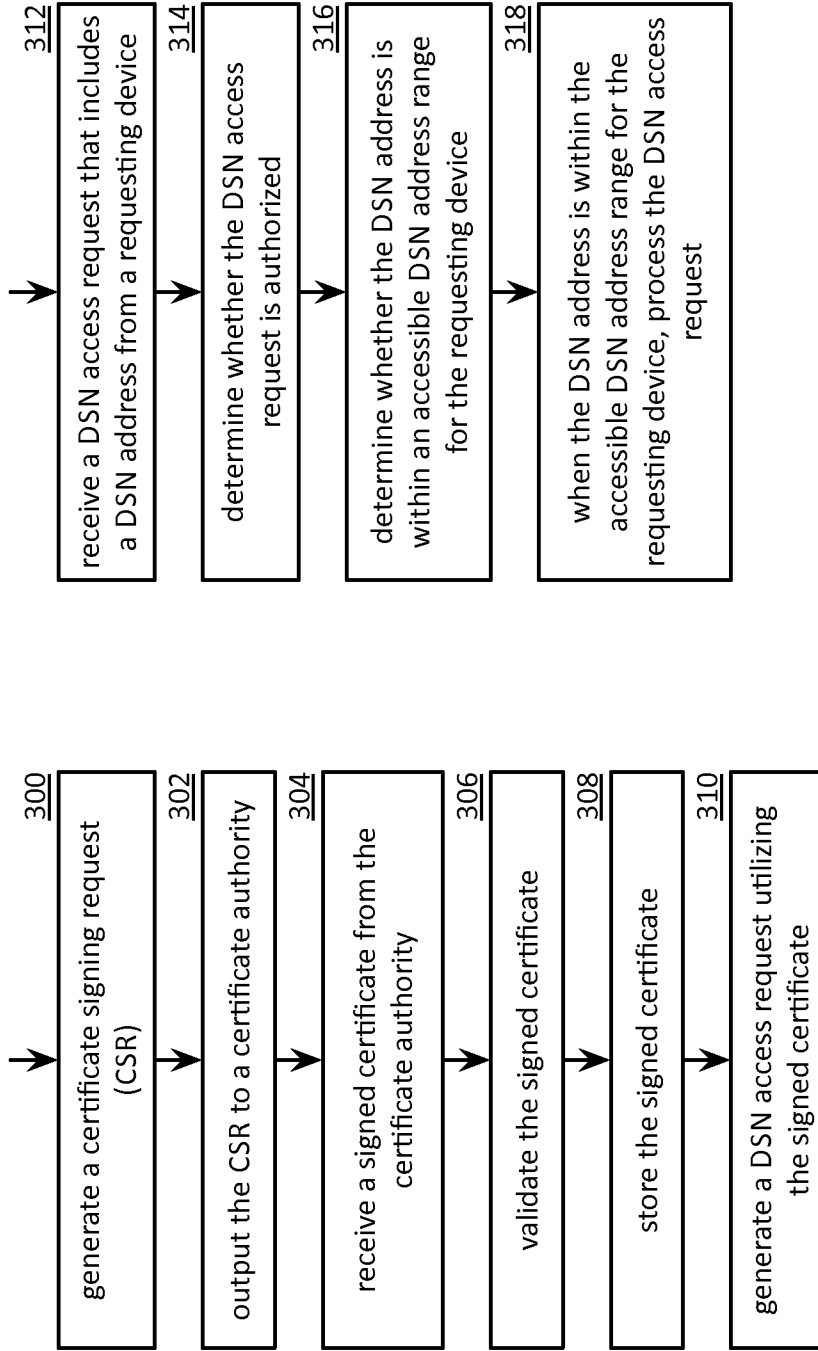 300
generate a certificate signing request
(CSR)
302
output the CSR to a certificate authority
304
receive a signed certificate from the
certificate authority
306
validate the signed certificate
308
store the signed certificate
310
generate a DSN access request utilizing
the signed certificate
312
receive a DSN access request that includes
a DSN address from a requesting device
314
determine whether the DSN access
request is authorized
316
determine whether the DSN address is
within an accessible DSN address range
for the requesting device
318
when the DSN address is within the
accessible DSN address range for the
requesting device, process the DSN access
request